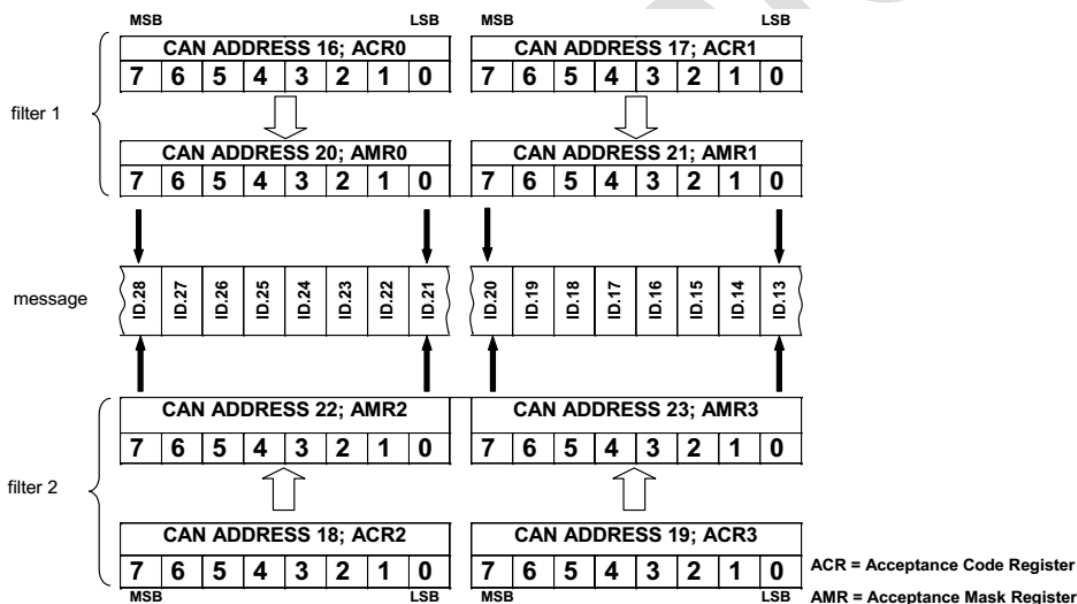 MSB LSB MSB LSB
CAN ADDRESS 16; ACR0 CAN ADDRESS 17; ACR1
7 6 5 4 3 2 1 0 7 6 5 4 3 2 1 0
filter 1
CAN ADDRESS 20; AMR0 CAN ADDRESS 21; AMR1
7 6 5 4 3 2 1 0 7 6 5 4 3 2 1 0
message ID.28 ID.27 ID.26 ID.25 ID.24 ID.23 ID.22 ID.21 ID.20 ID.19 ID.18 ID.17 ID.16 ID.15 ID.14 ID.13
CAN ADDRESS 22; AMR2 CAN ADDRESS 23; AMR3
7 6 5 4 3 2 1 0 7 6 5 4 3 2 1 0
filter 2
CAN ADDRESS 18; ACR2 CAN ADDRESS 19; ACR3
7 6 5 4 3 2 1 0 7 6 5 4 3 2 1 0 ACR = Acceptance Code Register
MSB LSB MSB LSB AMR = Acceptance Mask Register